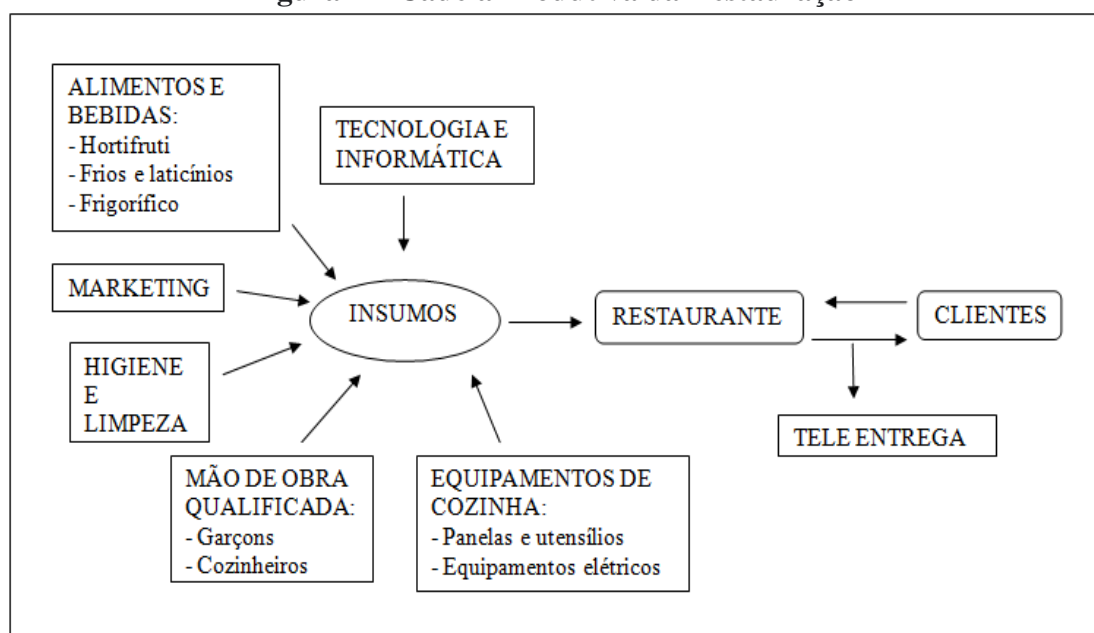 ALIMENTOS E
BEBIDAS:
- Hortifruti
- Frios e laticínios
- Frigorífico
TECNOLOGIA E
INFORMÁTICA
MARKETING
INSUMOS
RESTAURANTE
CLIENTES
HIGIENE
E
LIMPEZA
TELE ENTREGA
MÃO DE OBRA
QUALIFICADA:
- Garçons
- Cozinheiros
EQUIPAMENTOS DE
COZINHA:
- Panelas e utensílios
- Equipamentos elétricos